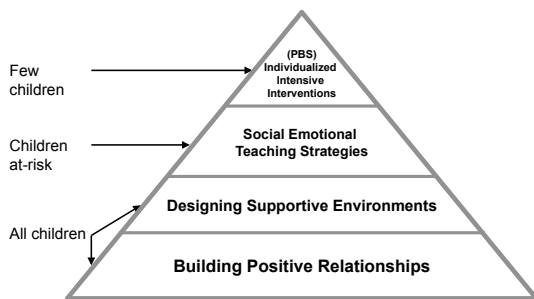 (PBS)
Individualized
Intensive
Interventions
Few
children
Social Emotional
Teaching Strategies
Children
at-risk
Designing Supportive Environments
All children
Building Positive Relationships